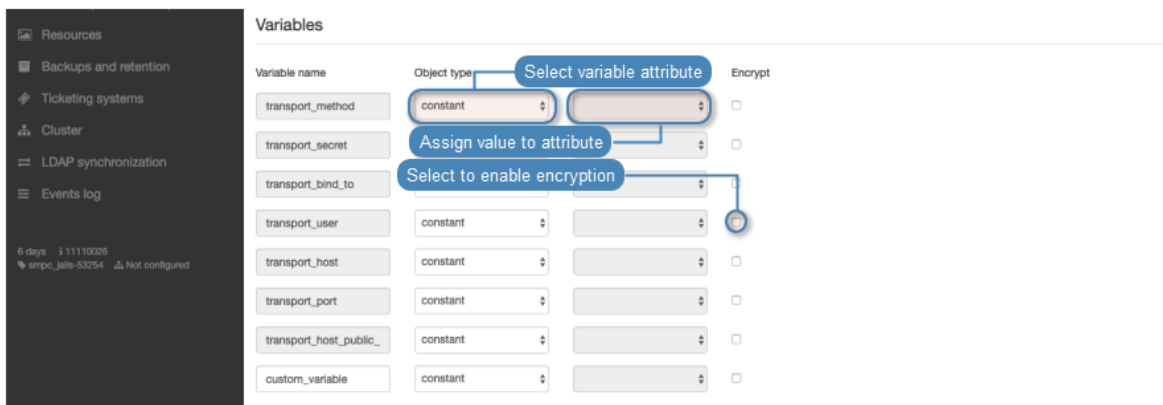 Resources
Backups and retention
Ticketing systems
Cluster
LDAP synchronization
Events log
6 days 11110026
smpc_jails-53254 Not configured
Variables
Variable name Object type Select variable attribute Encrypt
transport_method constant
transport_secret Assign value to attribute
transport_bind_to Select to enable encryption
transport_user constant
transport_host constant
transport_port constant
transport_host_public_ constant
custom_variable constant